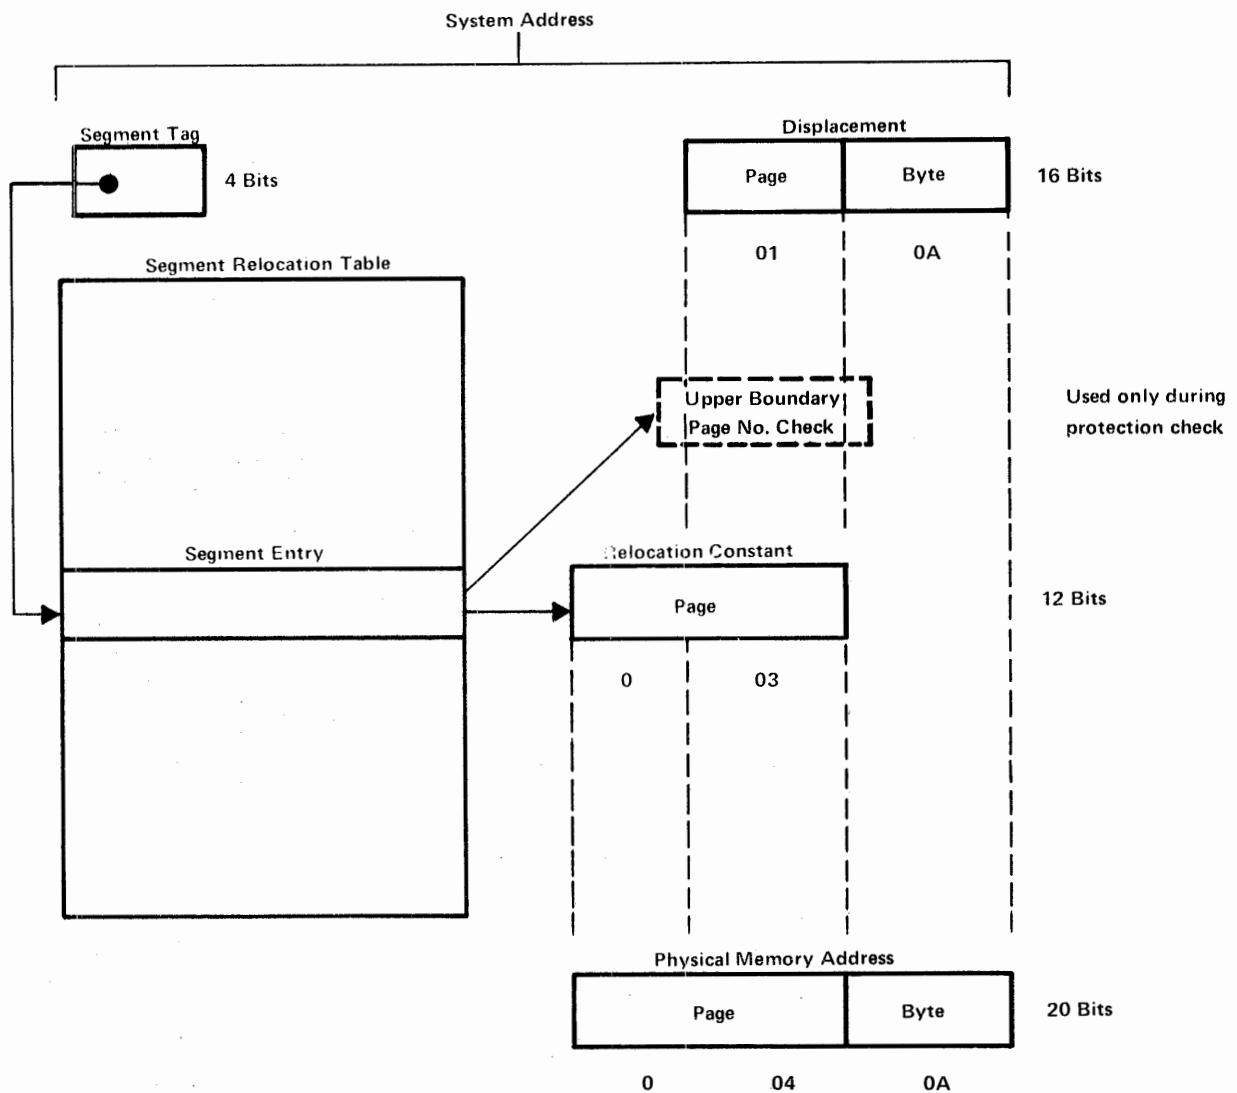 System Address
Segment Tag
4 Bits
Displacement
Page
Byte
16 Bits
01
0A
Segment Relocation Table
Upper Boundary
Page No. Check
Used only during
protection check
Segment Entry
Relocation Constant
Page
12 Bits
0
03
Physical Memory Address
Page
Byte
20 Bits
0
04
0A